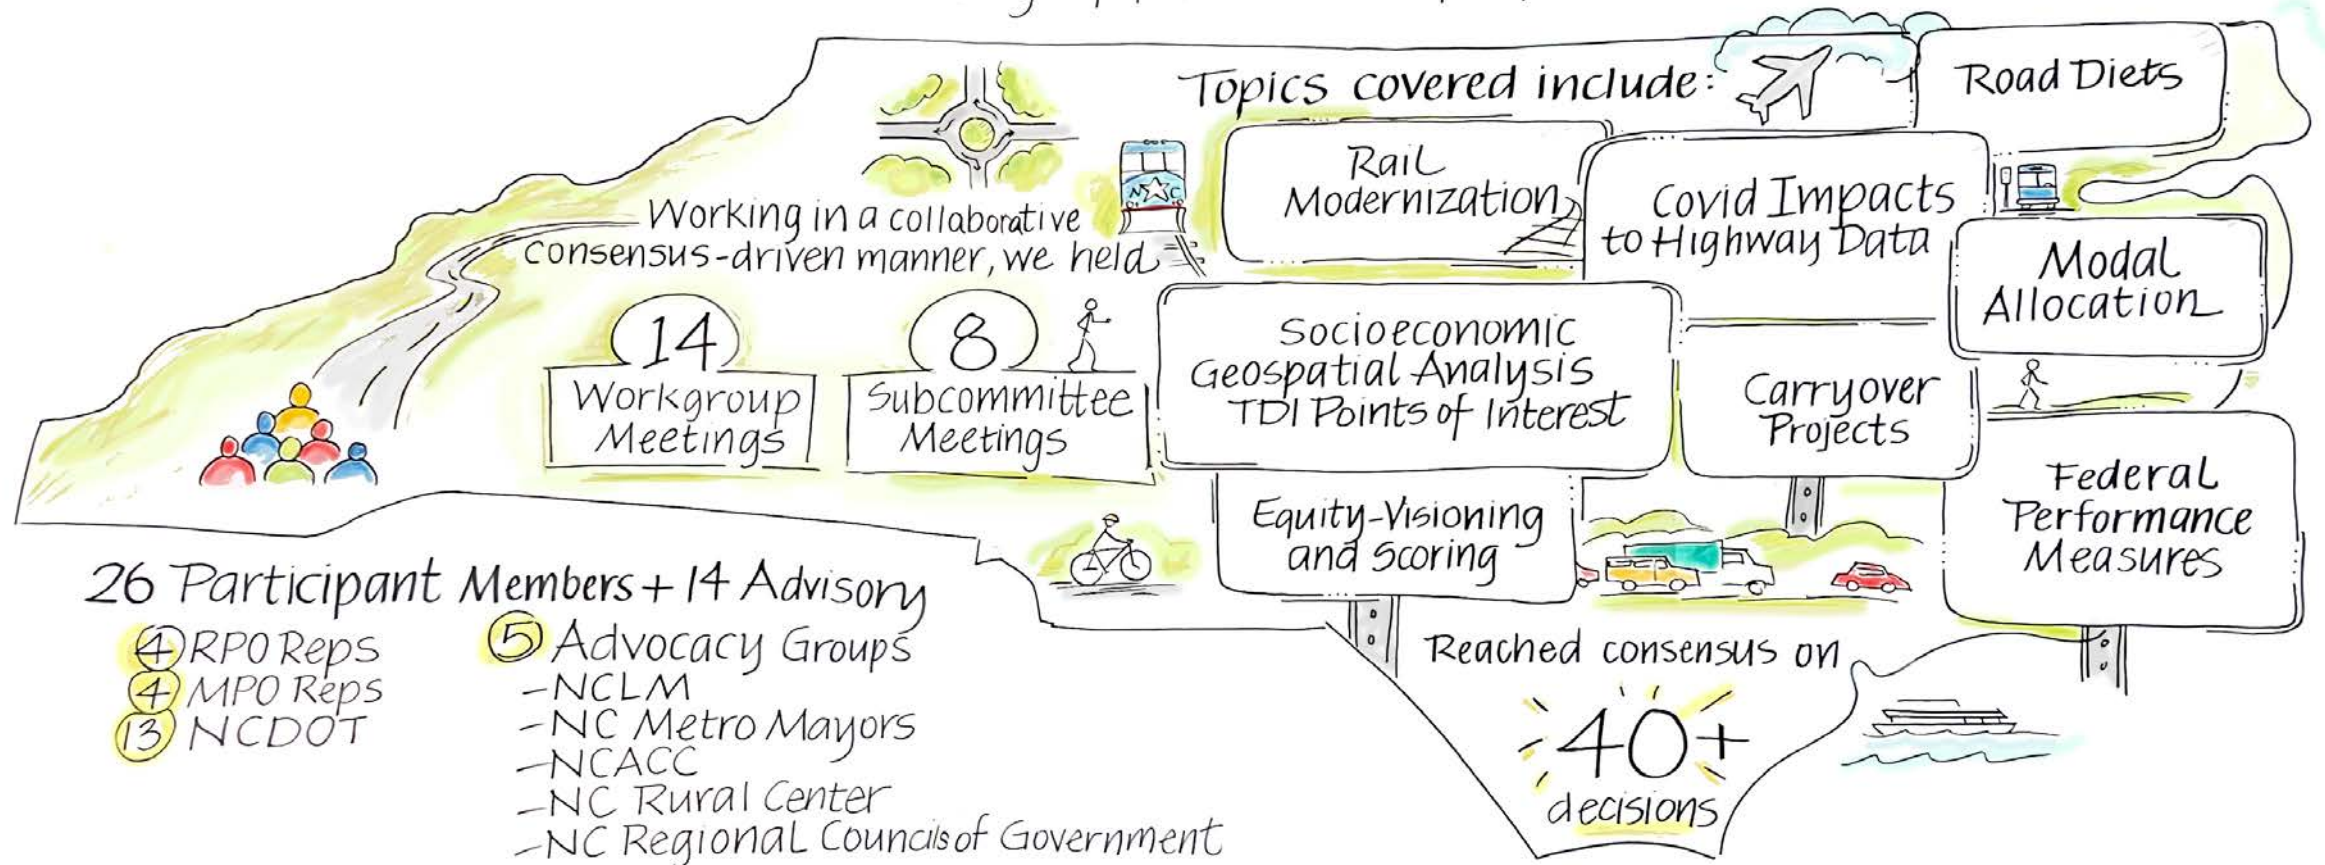 Topics covered include:
Road Diets
Rail
Modernization
Covid Impacts
to Highway Data
N C
Working in a collaborative
consensus-driven manner, we held
Modal
Allocation
14
Workgroup
Meetings
8
Subcommittee
Meetings
Socioeconomic
Geospatial Analysis
TDI Points of Interest
Carryover
Projects
Equity-Visioning
and Scoring
Federal
Performance
Measures
26 Participant Members + 14 Advisory
4 RPO Reps
4 MPO Reps
13 NCDOT
5 Advocacy Groups
-NCLM
-NC Metro Mayors
-NCACC
-NC Rural Center
-NC Regional Councils of Government
Reached consensus on
40+
decisions